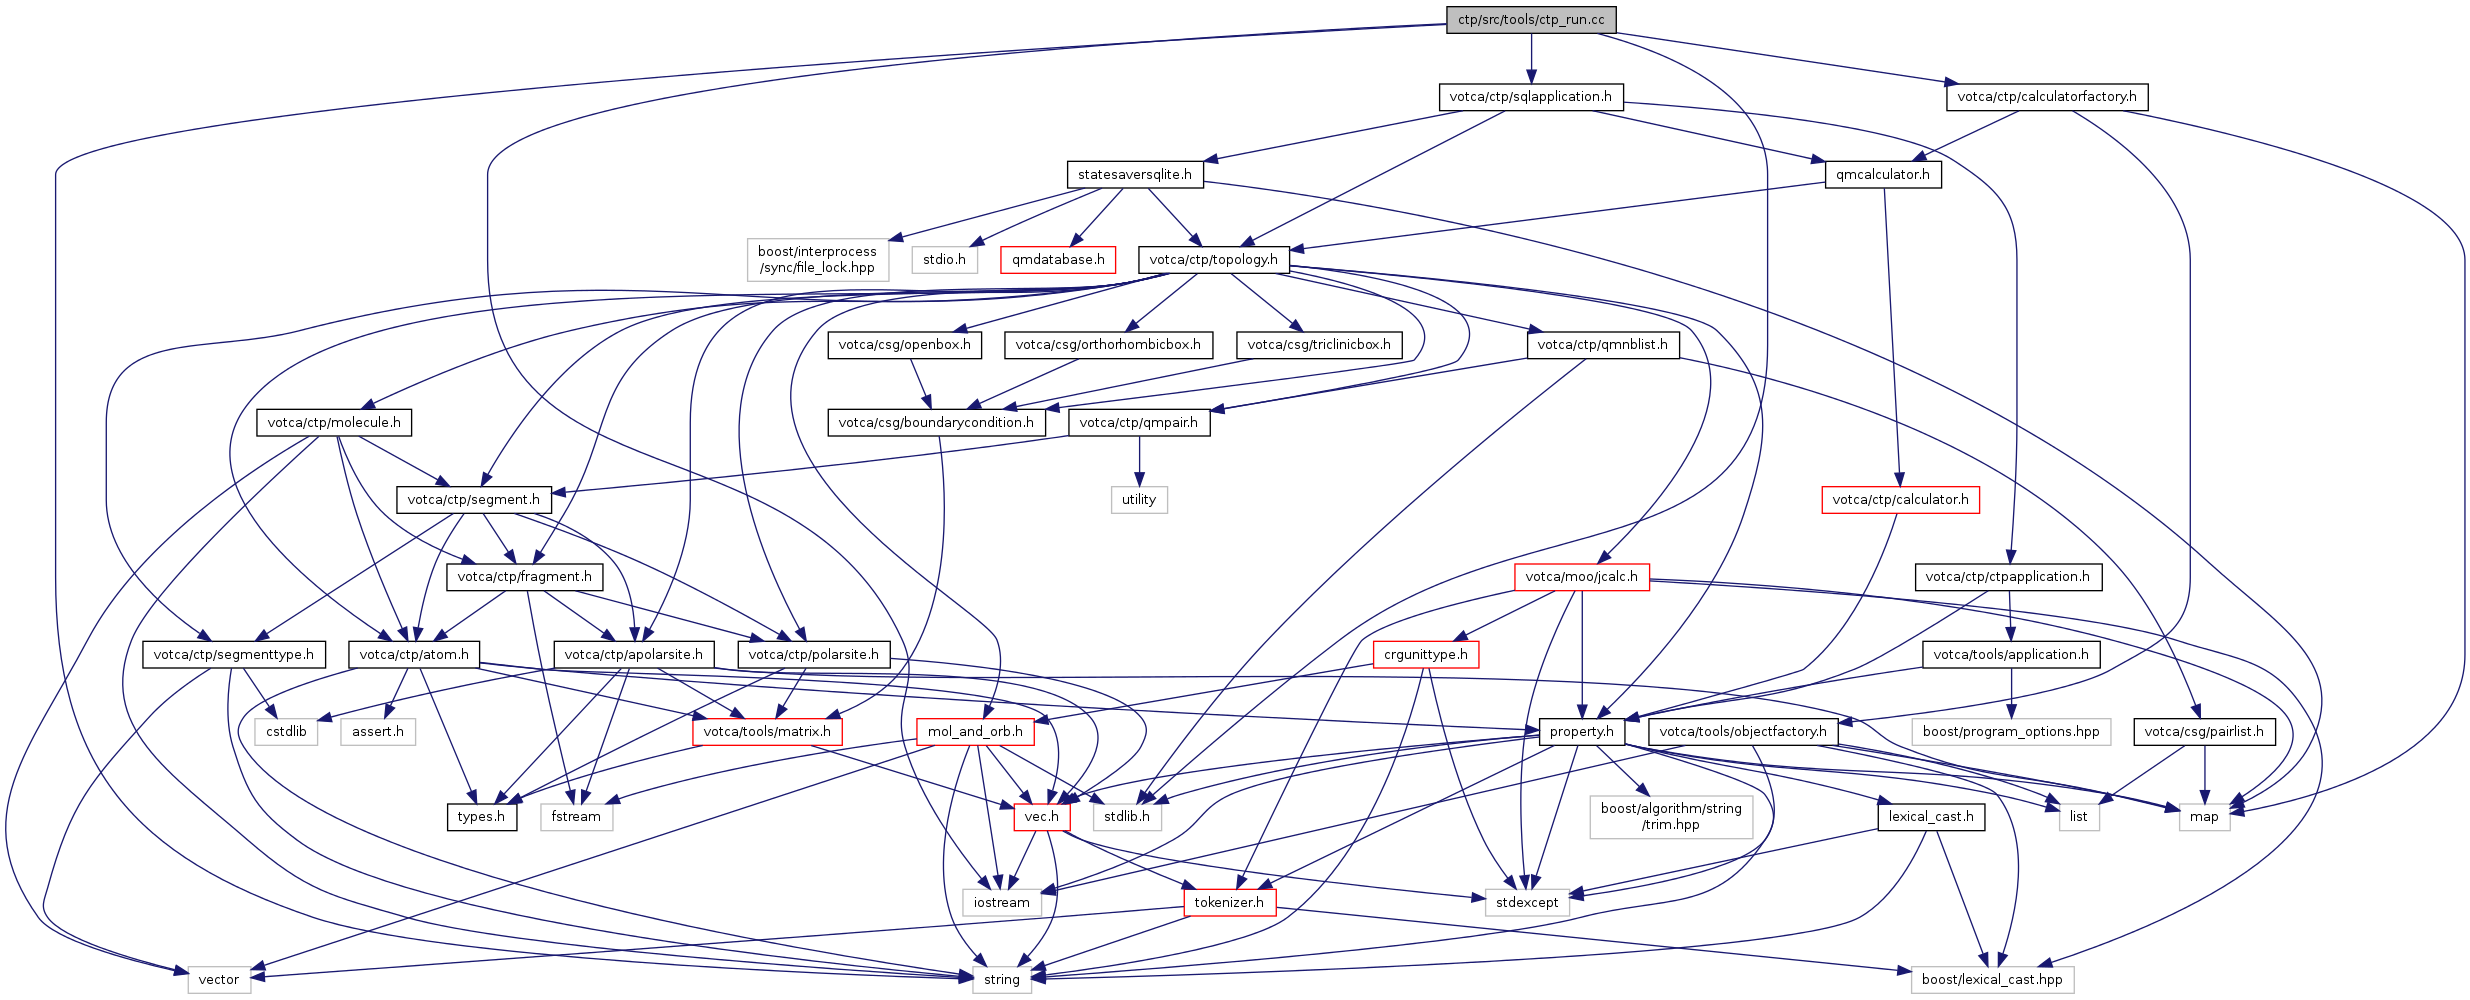 ctp/src/tools/ctp_run.cc
votca/ctp/sqlapplication.h
votca/ctp/calculatorfactory.h
statesaversqlite.h
qmcalculator.h
boost/interprocess
/sync/file_lock.hpp
stdio.h
qmdatabase.h
votca/ctp/topology.h
votca/csg/openbox.h
votca/csg/orthorhombicbox.h
votca/csg/triclinicbox.h
votca/ctp/qmnblist.h
votca/ctp/molecule.h
votca/csg/boundarycondition.h
votca/ctp/qmpair.h
votca/ctp/segment.h
utility
votca/ctp/calculator.h
votca/ctp/fragment.h
votca/moo/jcalc.h
votca/ctp/ctpapplication.h
votca/ctp/segmenttype.h
votca/ctp/atom.h
votca/ctp/apolarsite.h
votca/ctp/polarsite.h
crgunittype.h
votca/tools/application.h
cstdlib
assert.h
votca/tools/matrix.h
mol_and_orb.h
property.h
votca/tools/objectfactory.h
boost/program_options.hpp
votca/csg/pairlist.h
types.h
fstream
vec.h
stdlib.h
boost/algorithm/string
/trim.hpp
lexical_cast.h
list
map
iostream
tokenizer.h
stdexcept
vector
string
boost/lexical_cast.hpp